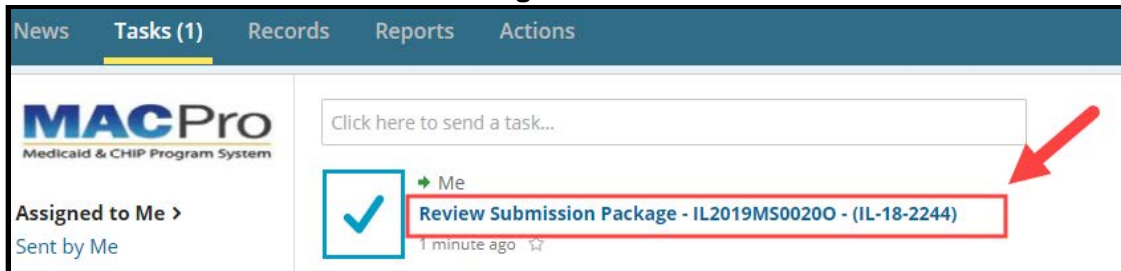 News Tasks (1) Records Reports Actions
MACPro
Medicaid & CHIP Program System
Click here to send a task...
Assigned to Me >
Sent by Me
Me
Review Submission Package - IL2019MS0020O - (IL-18-2244)
1 minute ago